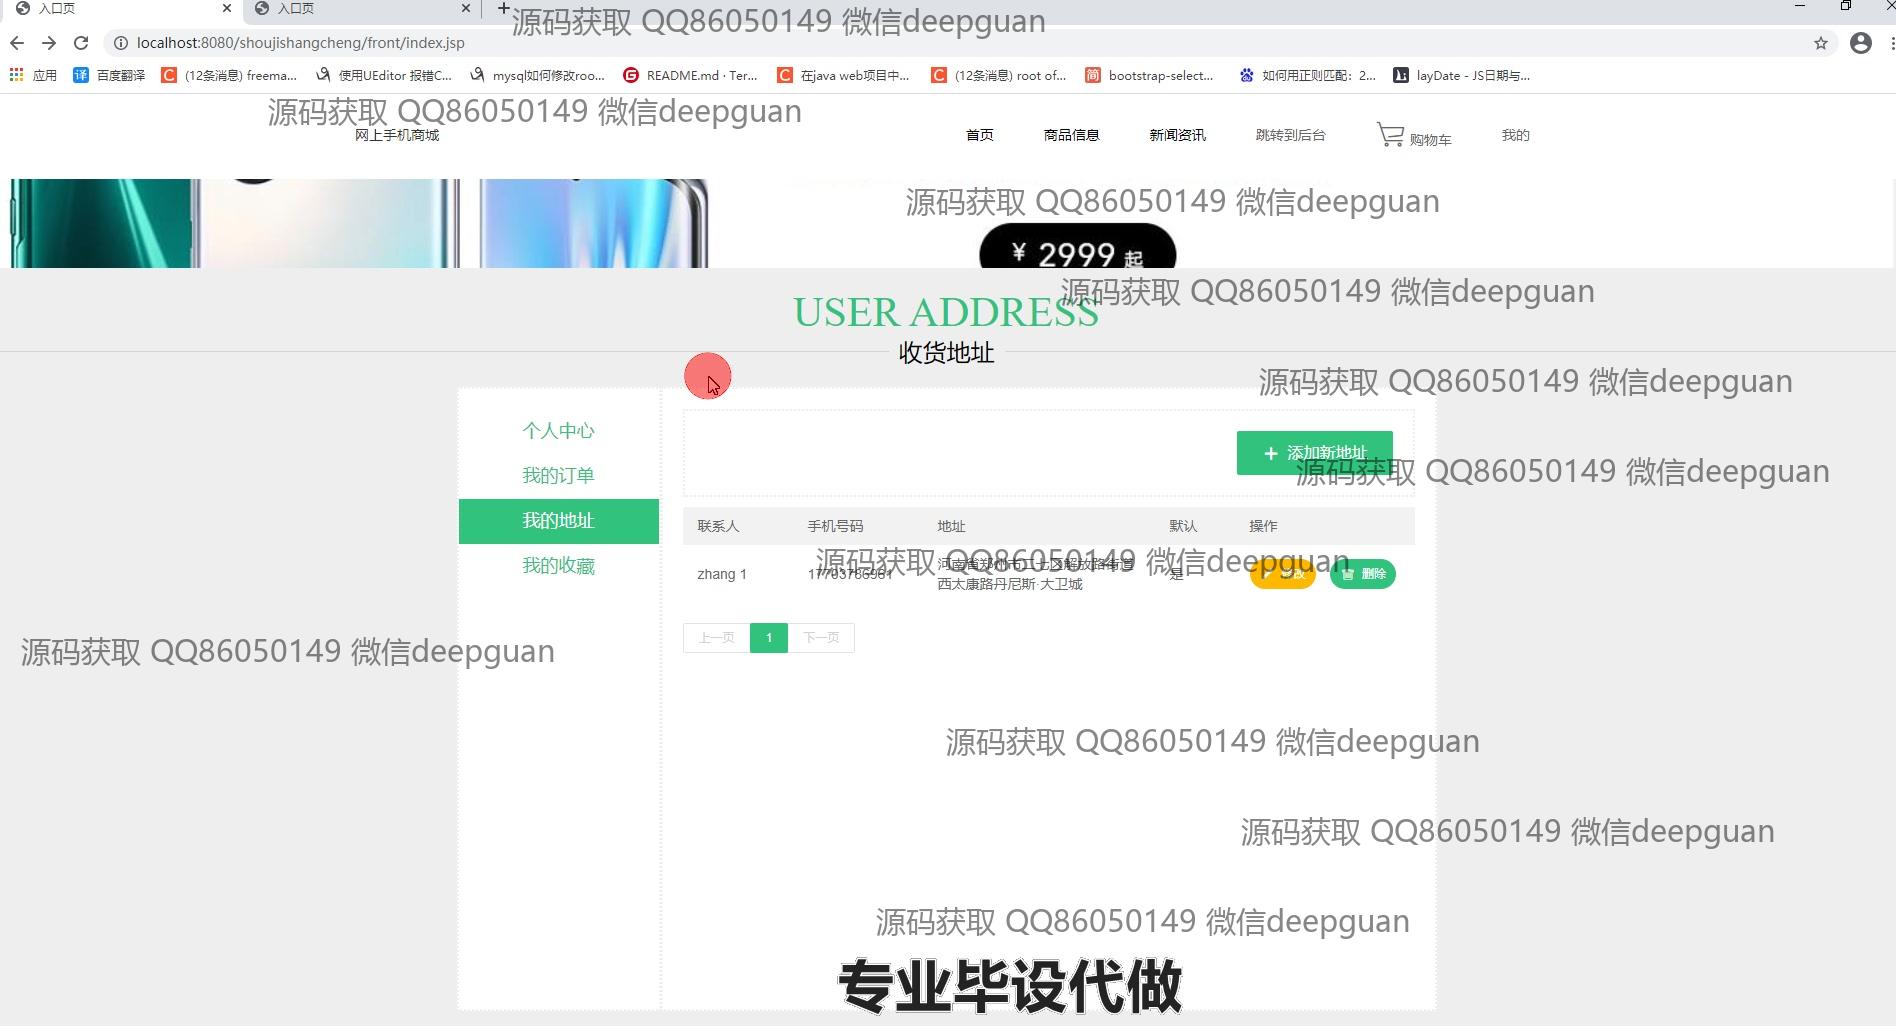 入口页
入口页
源码获取 QQ86050149 微信deepguan
localhost:8080/shoujishangcheng/front/index.jsp
应用
百度翻译
(12条消息) freema...
使用UEditor 报错C...
mysql如何修改roo...
README.md · Ter...
在java web项目中...
(12条消息) root of...
bootstrap-select...
如何用正则匹配：2...
layDate - JS日期与...
源码获取 QQ86050149 微信deepguan
网上手机商城
首页
商品信息
新闻资讯
跳转到后台
购物车
我的
源码获取 QQ86050149 微信deepguan
¥ 2999 起
源码获取 QQ86050149 微信deepguan
USER ADDRESS
收货地址
源码获取 QQ86050149 微信deepguan
个人中心
我的订单
我的地址
我的收藏
添加新地址
源码获取 QQ86050149 微信deepguan
联系人
手机号码
地址
默认
操作
源码获取 QQ86050149 微信deepguan
zhang 1
河南省郑州市二七区解放路街道
西太康路丹尼斯·大卫城
是
删除
上一页
1
下一页
源码获取 QQ86050149 微信deepguan
源码获取 QQ86050149 微信deepguan
源码获取 QQ86050149 微信deepguan
源码获取 QQ86050149 微信deepguan
专业毕设代做